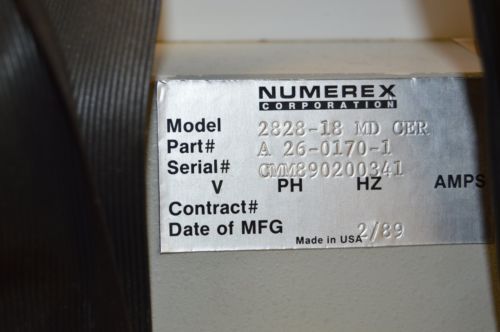 NUMEREX
CORPORATION
Model 2828-18 MD CER
Part# A 26-0170-1
Serial# CMM890200341
V PH HZ AMPS
Contract#
Date of MFG 2/89
Made in USA